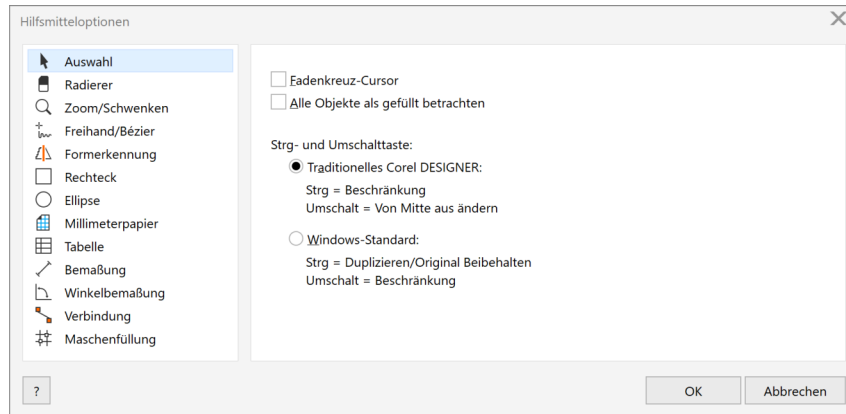 Hilfsmitteloptionen
Auswahl
Radierer
Zoom/Schwenken
Freihand/Bézier
Formerkennung
Rechteck
Ellipse
Millimeterpapier
Tabelle
Bemaßung
Winkelbemaßung
Verbindung
Maschenfüllung
Fadenkreuz-Cursor
Alle Objekte als gefüllt betrachten
Strg- und Umschalttaste:
Traditionelles Corel DESIGNER:
Strg = Beschränkung
Umschalt = Von Mitte aus ändern
Windows-Standard:
Strg = Duplizieren/Original Beibehalten
Umschalt = Beschränkung
?
OK
Abbrechen